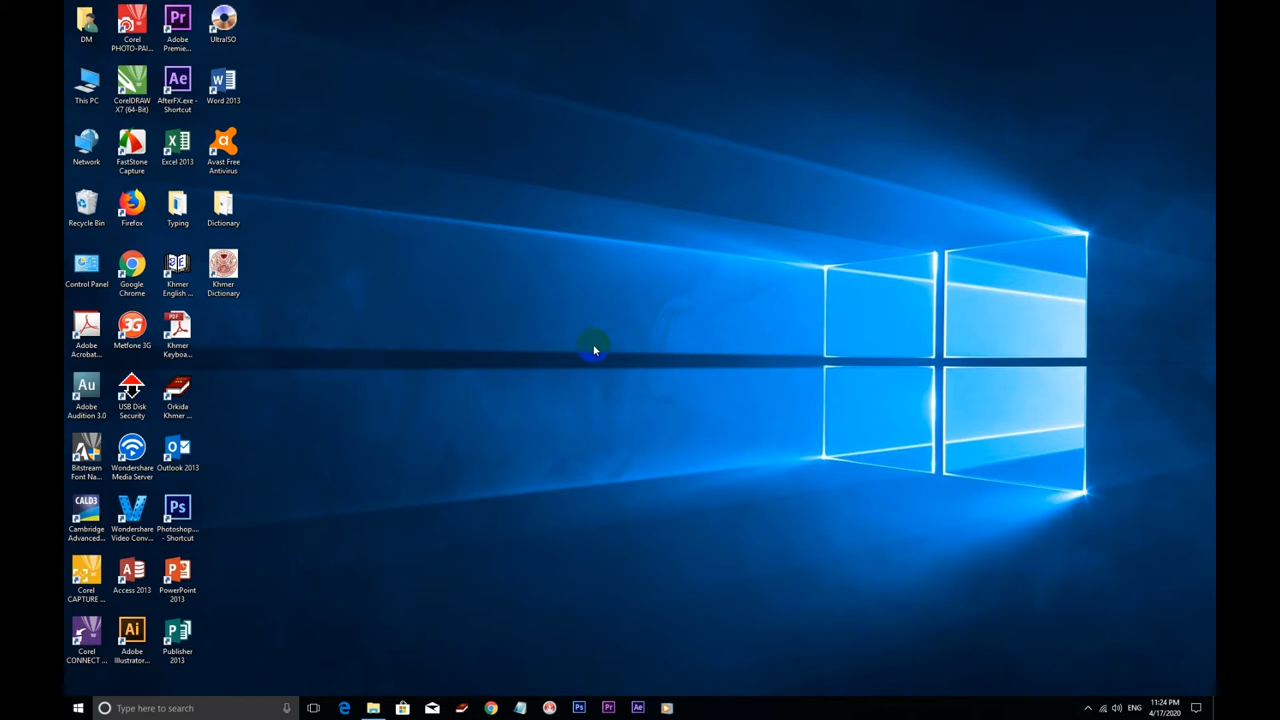 DM
Corel
PHOTO-PAI...
Adobe
Premie...
UltraISO
This PC
CorelDRAW
X7 (64-Bit)
AfterFX.exe -
Shortcut
Word 2013
Network
FastStone
Capture
Excel 2013
Avast Free
Antivirus
Recycle Bin
Firefox
Typing
Dictionary
Control Panel
Google
Chrome
Khmer
English ...
Khmer
Dictionary
Adobe
Acrobat...
Metfone 3G
Khmer
Keyboa...
Adobe
Audition 3.0
USB Disk
Security
Orkida
Khmer ...
Bitstream
Font Na...
Wondershare
Media Server
Outlook 2013
Cambridge
Advanced...
Wondershare
Video Conv...
Photoshop....
- Shortcut
Corel
CAPTURE ...
Access 2013
PowerPoint
2013
Corel
CONNECT ...
Adobe
Illustrator...
Publisher
2013
Type here to search
ENG
11:24 PM
4/17/2020